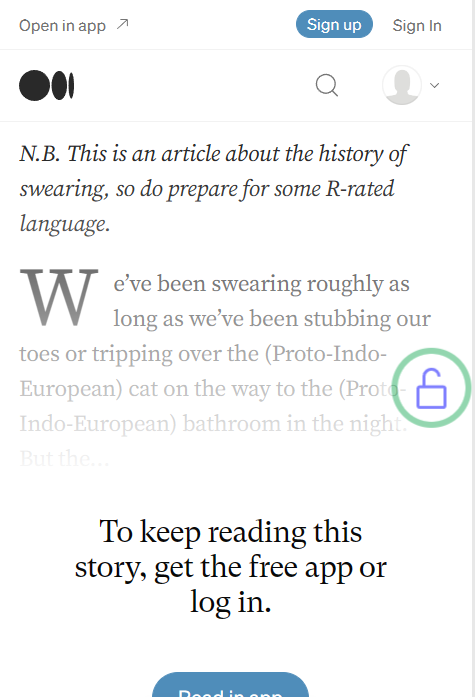 Open in app
Sign up
Sign In
N.B. This is an article about the history of
swearing, so do prepare for some R-rated
language.
We’ve been swearing roughly as
long as we’ve been stubbing our
toes or tripping over the (Proto-Indo-
European) cat on the way to the (Proto-
Indo-European) bathroom in the night.
But the…
To keep reading this
story, get the free app or
log in.
Read in app